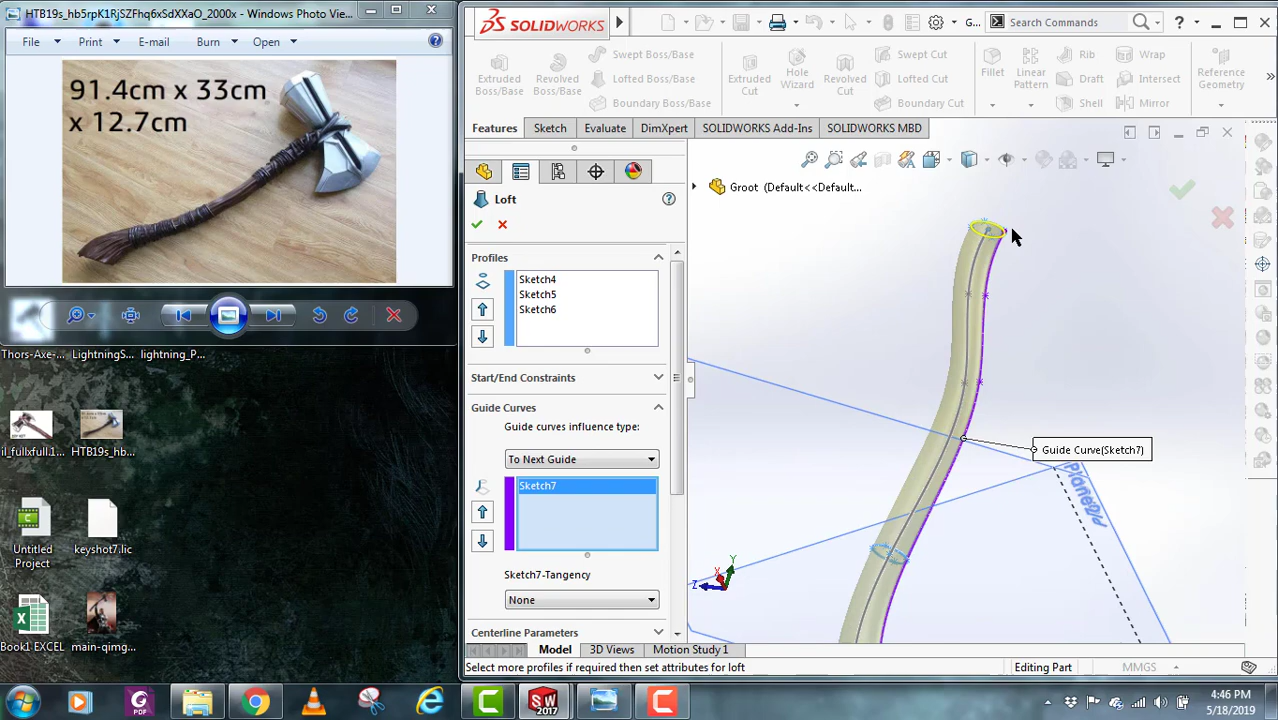 HTB19s_hb5rpK1RjSZFhq6xSdXXaO_2000x - Windows Photo View...
File Print E-mail Burn Open
91.4cm x 33cm
x 12.7cm
Thors-Axe-... LightningS... lightning_P...
il_fullxfull.1... HTB19s_hb...
Untitled
Project
keyshot7.lic
Book1 EXCEL main-qimg...
SOLIDWORKS
G...
Search Commands
Extruded
Boss/Base
Revolved
Boss/Base
Swept Boss/Base
Lofted Boss/Base
Boundary Boss/Base
Extruded
Cut
Hole
Wizard
Revolved
Cut
Swept Cut
Lofted Cut
Boundary Cut
Fillet
Linear
Pattern
Rib
Draft
Shell
Wrap
Intersect
Mirror
Reference
Geometry
Features Sketch Evaluate DimXpert SOLIDWORKS Add-Ins SOLIDWORKS MBD
Groot (Default<<Default...
Loft
Profiles
Sketch4
Sketch5
Sketch6
Start/End Constraints
Guide Curves
Guide curves influence type:
To Next Guide
Sketch7
Sketch7-Tangency
None
Centerline Parameters
Guide Curve(Sketch7)
Y
X
Z
Model 3D Views Motion Study 1
Select more profiles if required then set attributes for loft
Editing Part
MMGS
PDF
SW
2017
4:46 PM
5/18/2019